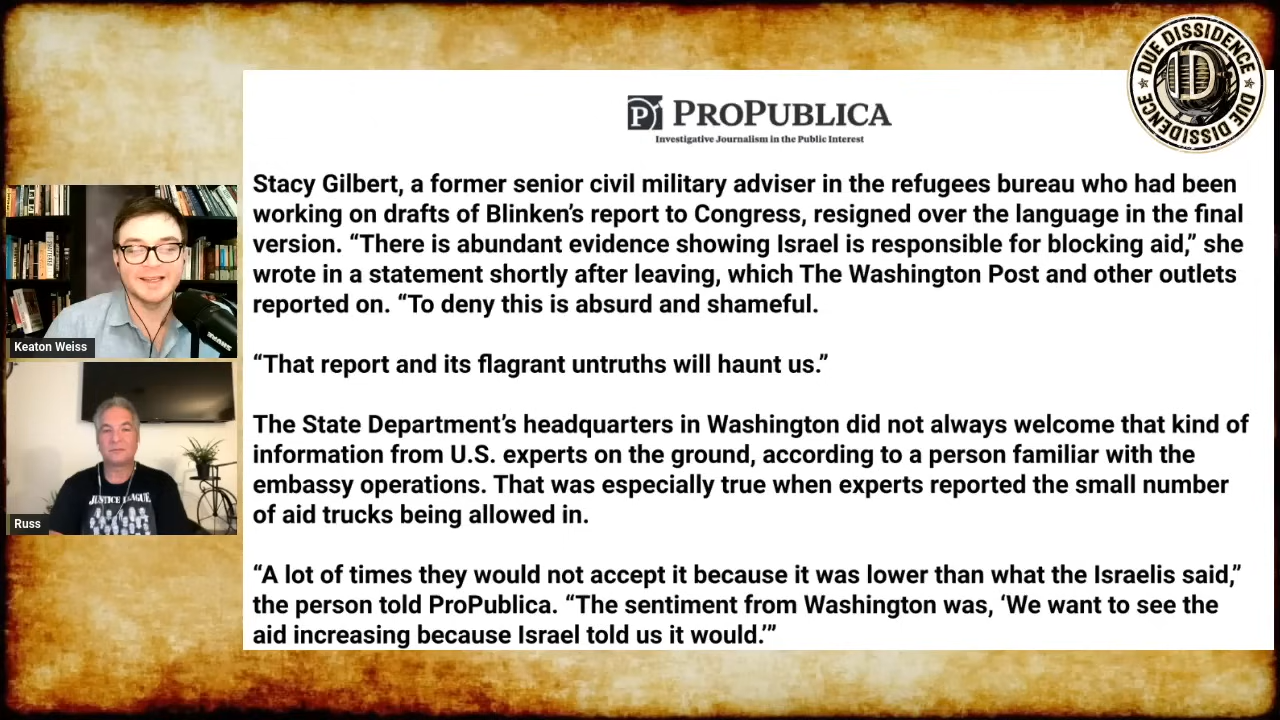 DUE DISSIDENCE
D
DUE DISSIDENCE
P
PROPUBLICA
Investigative Journalism in the Public Interest
Stacy Gilbert, a former senior civil military adviser in the refugees bureau who had been
working on drafts of Blinken’s report to Congress, resigned over the language in the final
version. “There is abundant evidence showing Israel is responsible for blocking aid,” she
wrote in a statement shortly after leaving, which The Washington Post and other outlets
reported on. “To deny this is absurd and shameful.
“That report and its flagrant untruths will haunt us.”
The State Department’s headquarters in Washington did not always welcome that kind of
information from U.S. experts on the ground, according to a person familiar with the
embassy operations. That was especially true when experts reported the small number
of aid trucks being allowed in.
“A lot of times they would not accept it because it was lower than what the Israelis said,”
the person told ProPublica. “The sentiment from Washington was, ‘We want to see the
aid increasing because Israel told us it would.’”
Keaton Weiss
JUSTICE LEAGUE
Russ